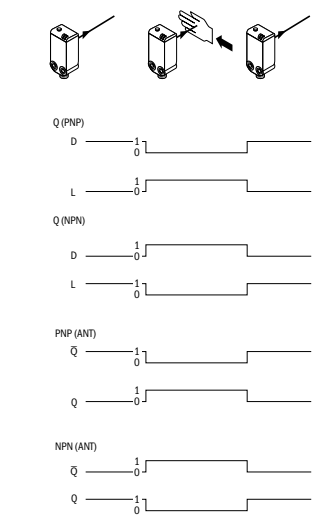 Q (PNP)
D 1
0
1
L 0
Q (NPN)
1
D 0
L 1
0
PNP (ANT)
Q̅ 1
0
1
Q 0
NPN (ANT)
1
Q̅ 0
Q 1
0